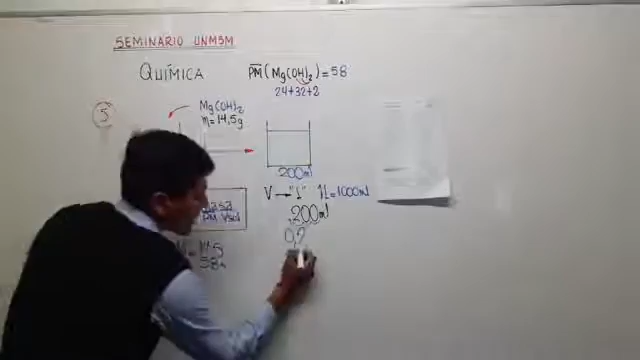 SEMINARIO UNMSM
QUÍMICA
PM(Mg(OH)₂)=58
24+32+2
5
Mg(OH)₂
m=14,5g
200ml
V → "L" 1L=1000ml
200ml
0,2
masa
PM Vsol
M = 14,5
58